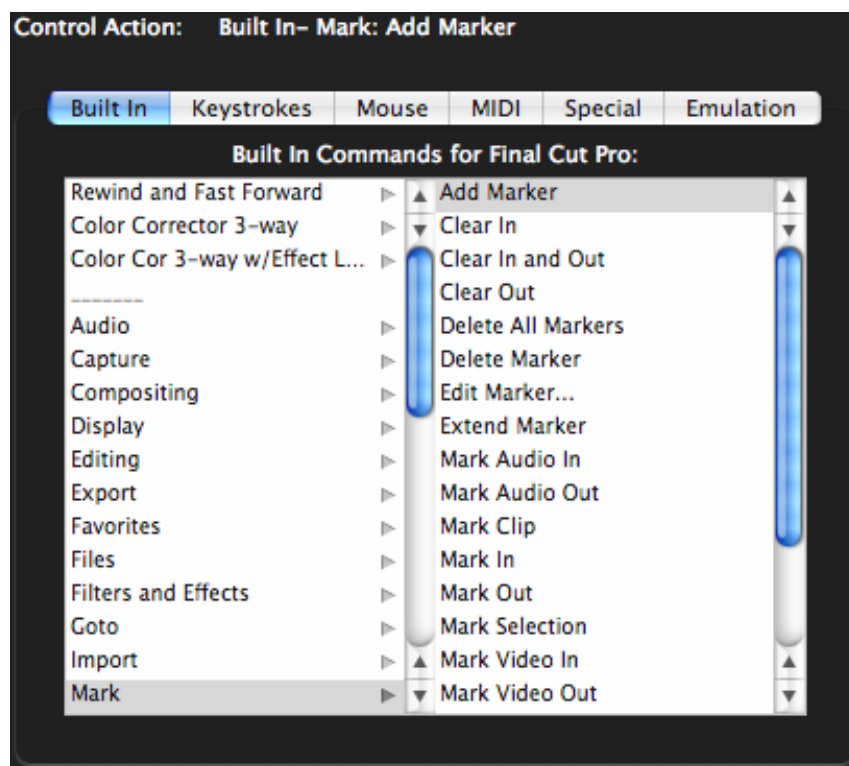 Control Action: Built In- Mark: Add Marker
Built In Keystrokes Mouse MIDI Special Emulation
Built In Commands for Final Cut Pro:
Rewind and Fast Forward
Color Corrector 3-way
Color Cor 3-way w/Effect L...
_______
Audio
Capture
Compositing
Display
Editing
Export
Favorites
Files
Filters and Effects
Goto
Import
Mark
Add Marker
Clear In
Clear In and Out
Clear Out
Delete All Markers
Delete Marker
Edit Marker...
Extend Marker
Mark Audio In
Mark Audio Out
Mark Clip
Mark In
Mark Out
Mark Selection
Mark Video In
Mark Video Out